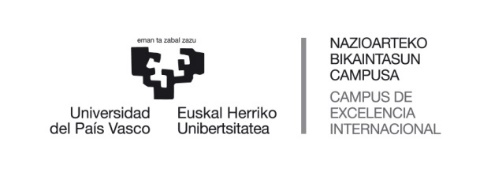 eman ta zabal zazu
Universidad
del País Vasco
Euskal Herriko
Unibertsitatea
NAZIOARTEKO
BIKAINTASUN
CAMPUSA
CAMPUS DE
EXCELENCIA
INTERNACIONAL